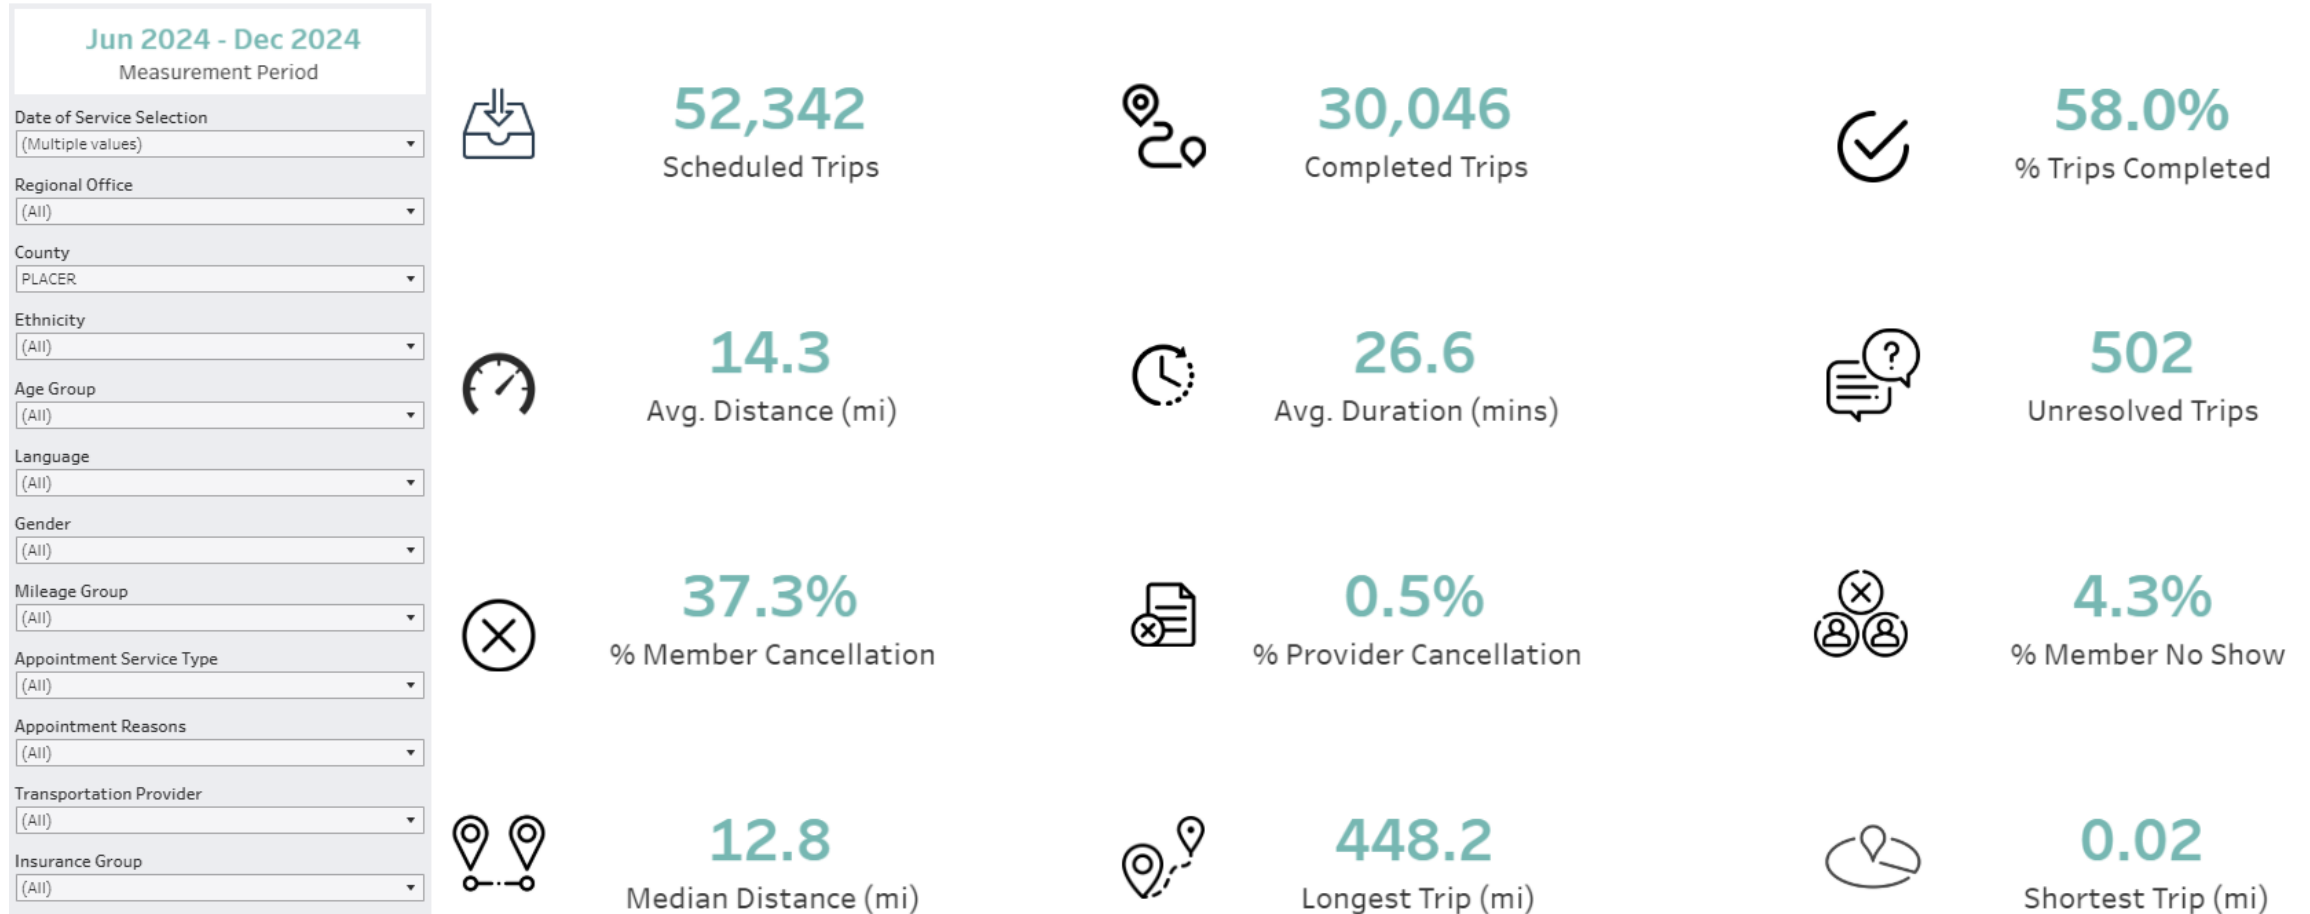 Jun 2024 - Dec 2024
Measurement Period
Date of Service Selection
(Multiple values)
Regional Office
(All)
County
PLACER
Ethnicity
(All)
Age Group
(All)
Language
(All)
Gender
(All)
Mileage Group
(All)
Appointment Service Type
(All)
Appointment Reasons
(All)
Transportation Provider
(All)
Insurance Group
(All)
52,342
Scheduled Trips
30,046
Completed Trips
58.0%
% Trips Completed
14.3
Avg. Distance (mi)
26.6
Avg. Duration (mins)
?
502
Unresolved Trips
37.3%
% Member Cancellation
0.5%
% Provider Cancellation
4.3%
% Member No Show
12.8
Median Distance (mi)
448.2
Longest Trip (mi)
0.02
Shortest Trip (mi)